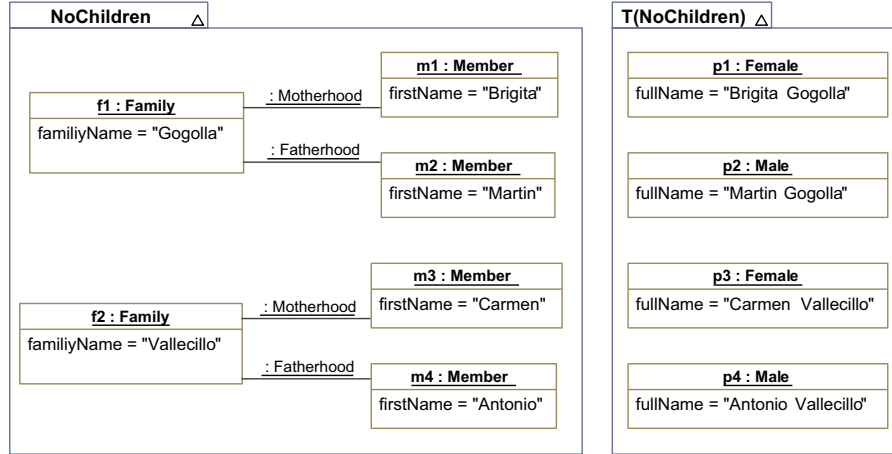 NoChildren
m1 : Member
firstName = "Brigita"
: Motherhood
f1 : Family
familiyName = "Gogolla"
: Fatherhood
m2 : Member
firstName = "Martin"
m3 : Member
firstName = "Carmen"
: Motherhood
f2 : Family
familiyName = "Vallecillo"
: Fatherhood
m4 : Member
firstName = "Antonio"
T(NoChildren)
p1 : Female
fullName = "Brigita Gogolla"
p2 : Male
fullName = "Martin Gogolla"
p3 : Female
fullName = "Carmen Vallecillo"
p4 : Male
fullName = "Antonio Vallecillo"